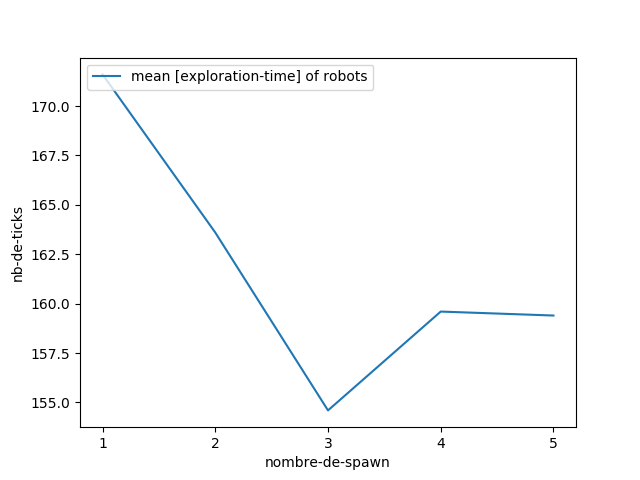 mean [exploration-time] of robots
170.0
167.5
165.0
162.5
160.0
157.5
155.0
nb-de-ticks
1 2 3 4 5
nombre-de-spawn